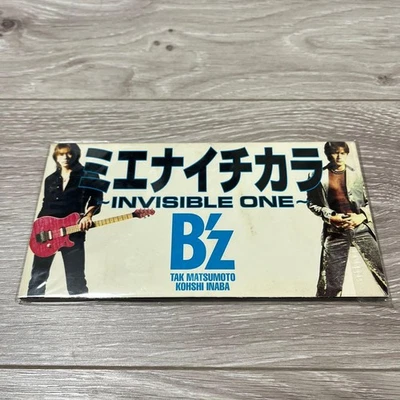 ミエナイチカラ
~INVISIBLE ONE~
B'z
TAK MATSUMOTO
KOHSHI INABA